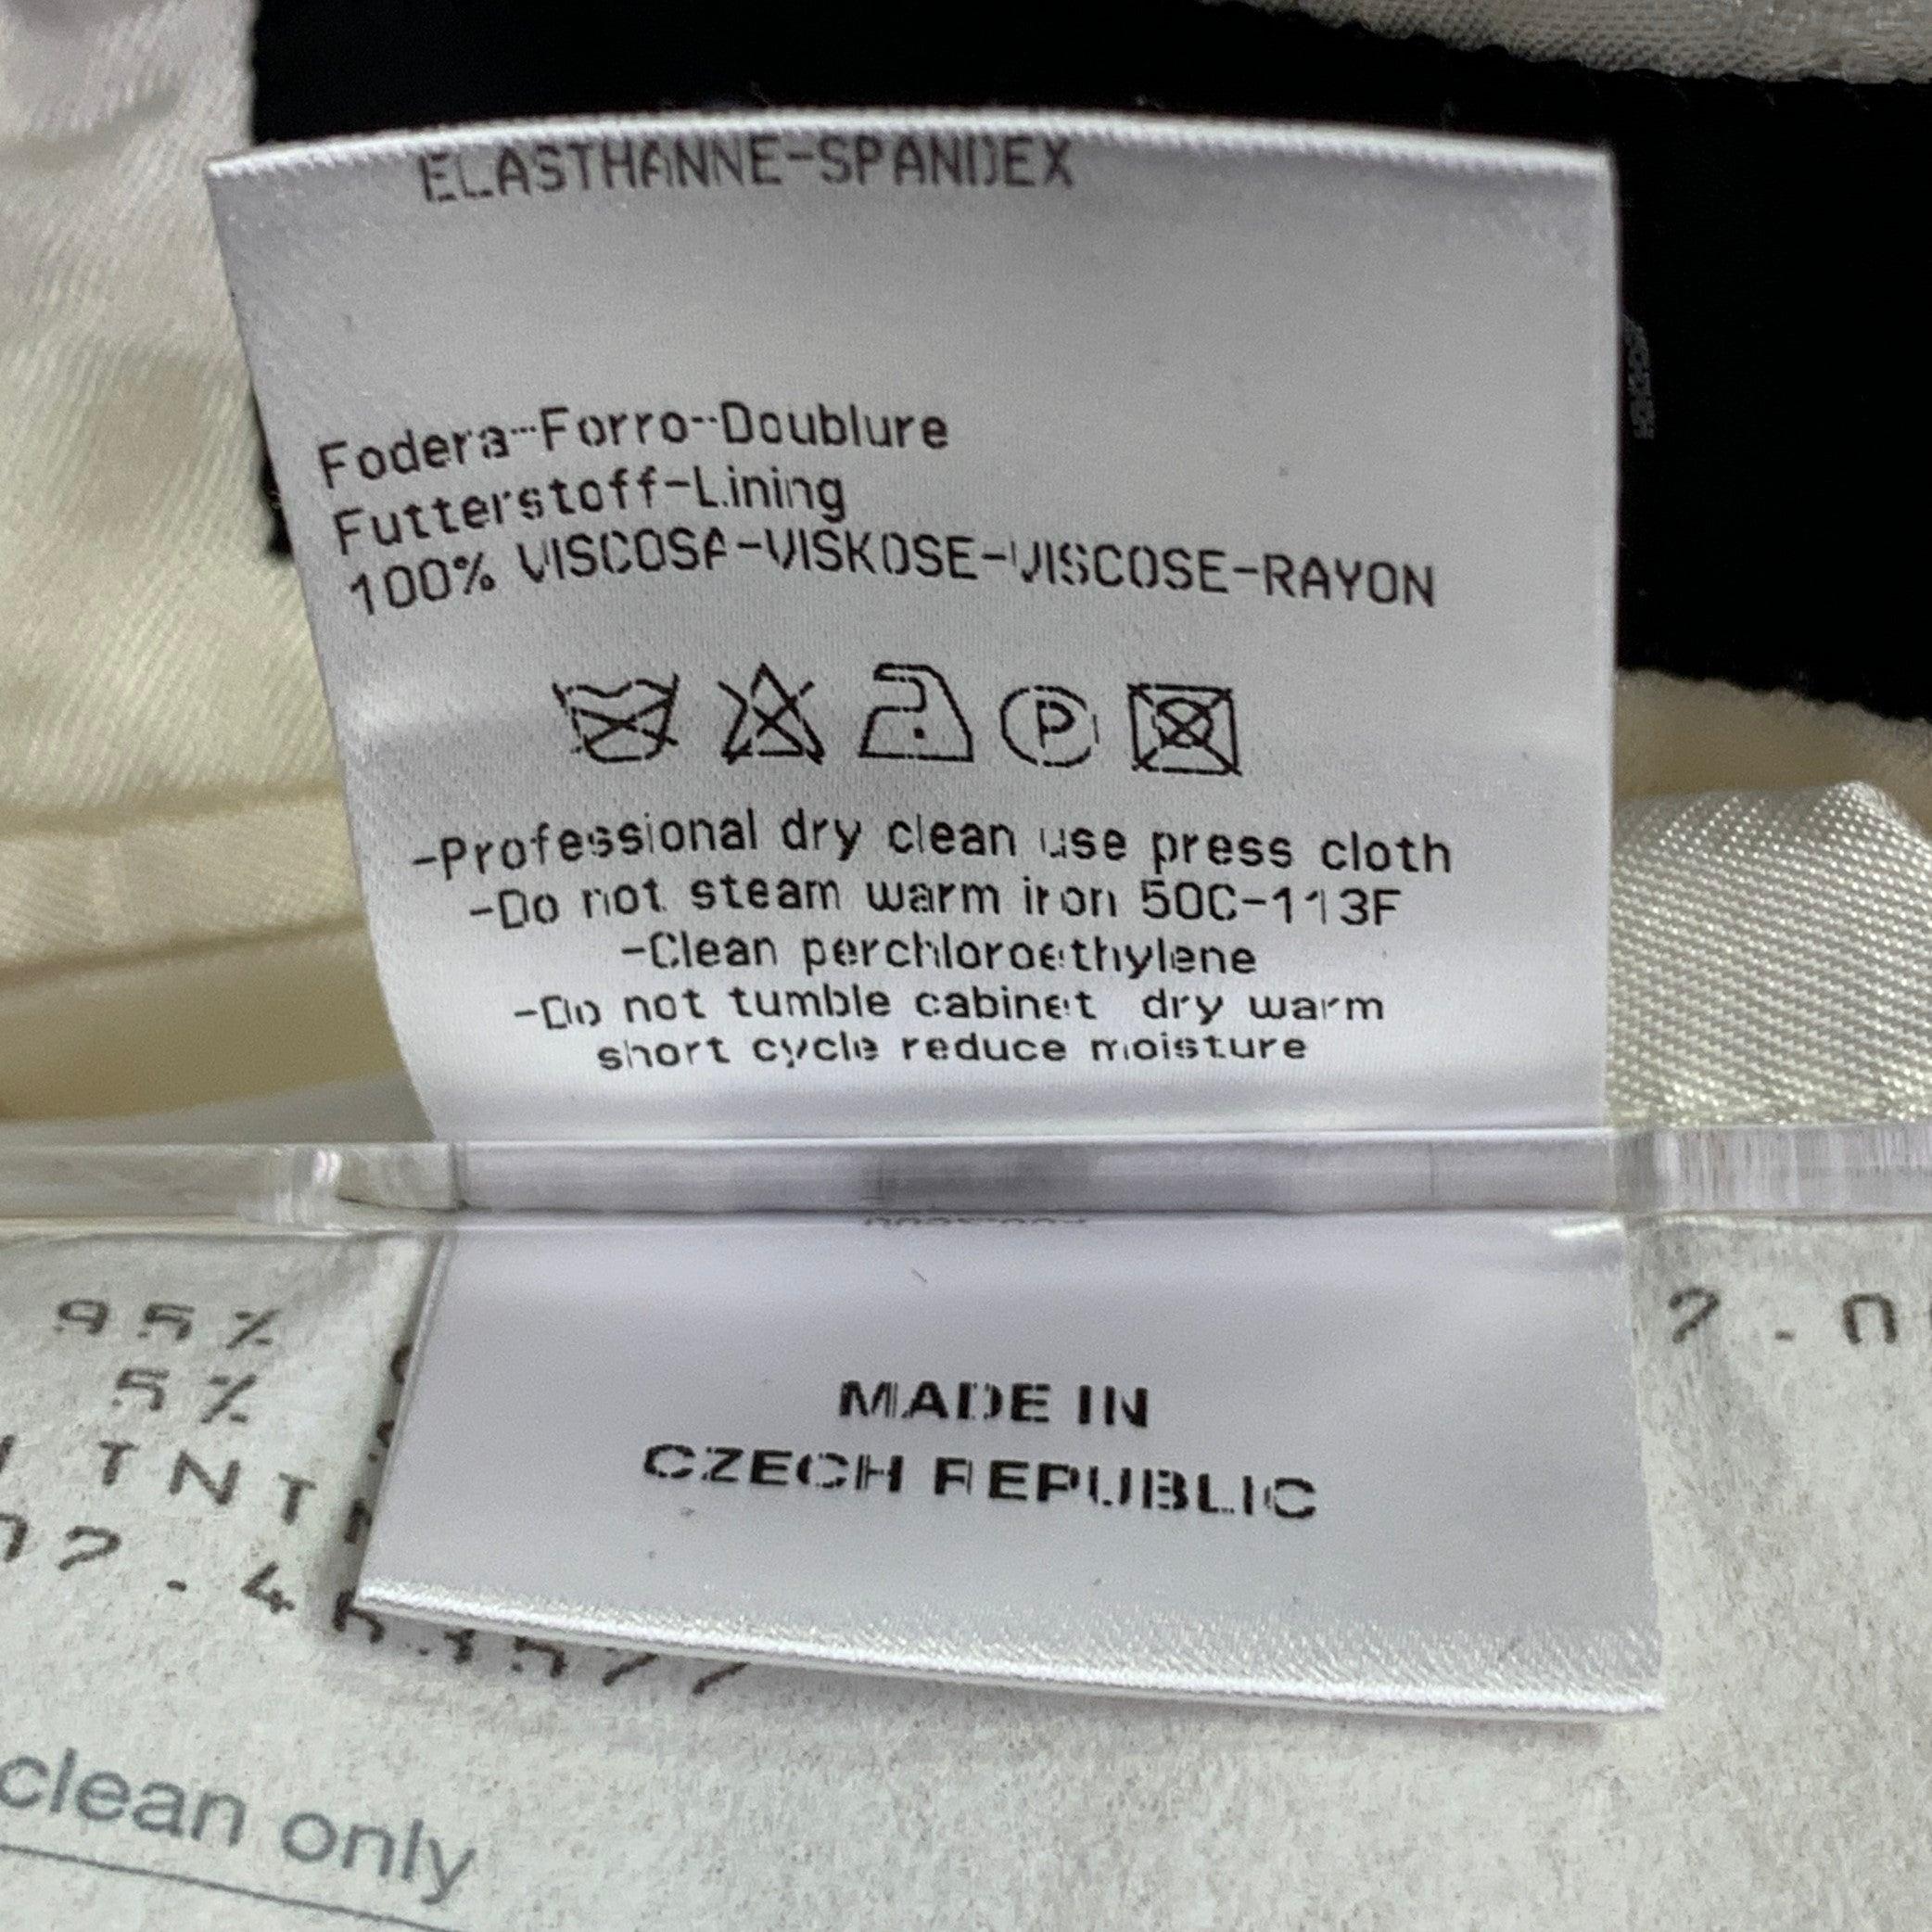 ELASTHANNE-SPANDEX
Fodera-Forro-Doublure
Futterstoff-Lining
100% VISCOSA-VISKOSE-VISCOSE-RAYON
P
-Professional dry clean use press cloth
-Do not steam warm iron 50C-113F
-Clean perchloroethylene
-Do not tumble cabinet dry warm
short cycle reduce moisture
MADE IN
CZECH REPUBLIC
95%
5%
clean only